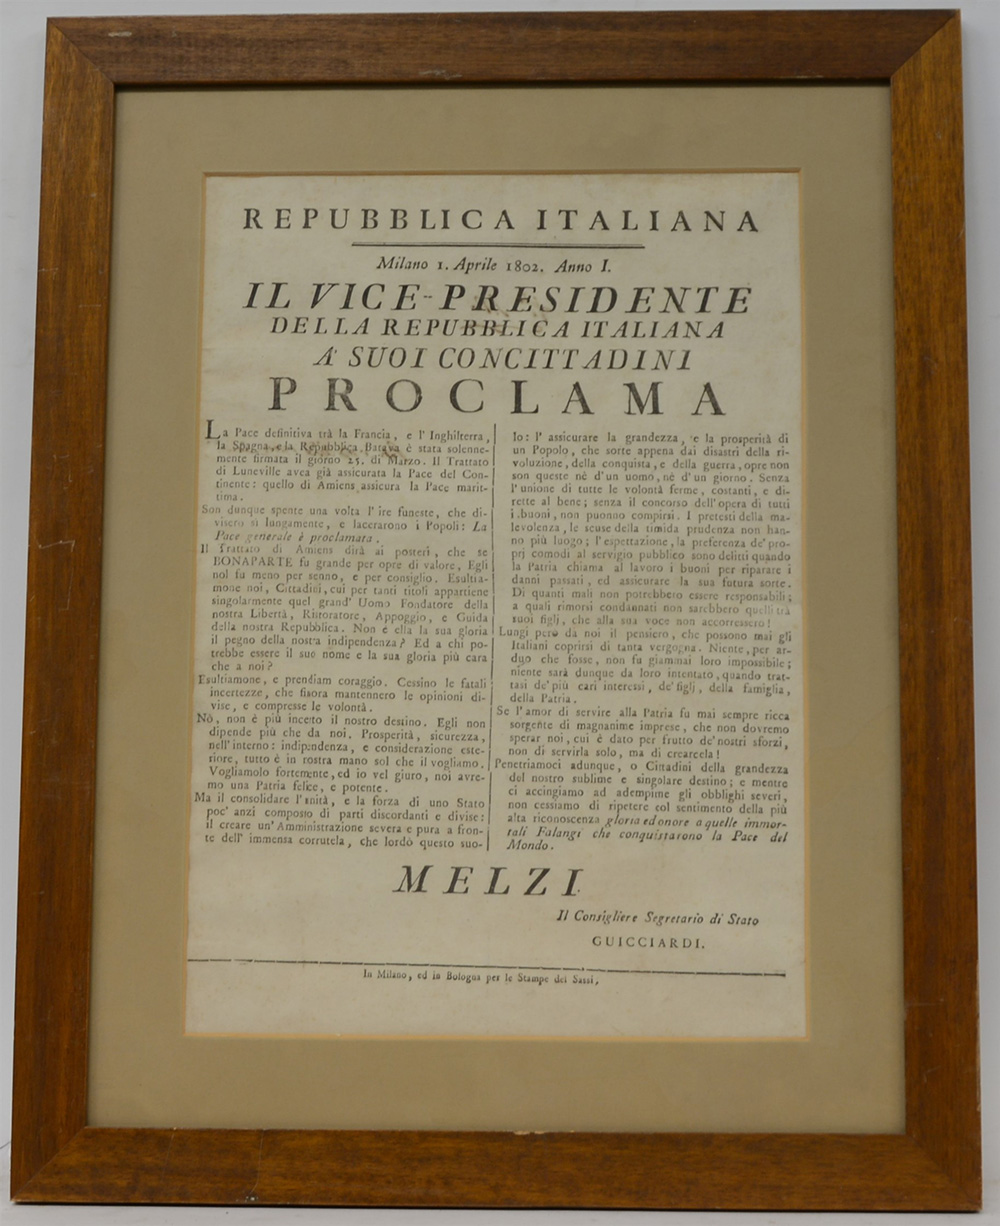 REPUBBLICA ITALIANA
Milano 1. Aprile 1802. Anno I.
IL VICE-PRESIDENTE
DELLA REPUBBLICA ITALIANA
A' SUOI CONCITTADINI
PROCLAMA
La Pace definitiva trà la Francia, e l'Inghilterra,
la Spagna, e la Repubblica Batava è stata solenne-
mente firmata il giorno 25. di Marzo. Il Trattato
di Luneville avea già assicurata la Pace del Con-
tinente: quello di Amiens assicura la Pace marit-
tima.
Son dunque spente una volta l'ire funeste, che di-
visero sì lungamente, e lacerarono i Popoli: La
Pace generale è proclamata.
Il Trattato di Amiens dirà ai posteri, che se
BONAPARTE fu grande per opre di valore, Egli
nol fu meno per senno, e per consiglio. Esultia-
mone noi, Cittadini, cui per tanti titoli appartiene
singolarmente quel grand' Uomo Fondatore della
nostra Libertà, Ristoratore, Appoggio, e Guida
della nostra Repubblica. Non è ella la sua gloria
il pegno della nostra indipendenza? Ed a chi po-
trebbe essere il suo nome e la sua gloria più cara
che a noi?
Esultiamone, e prendiam coraggio. Cessino le fatali
incertezze, che finora mantennero le opinioni di-
vise, e compresse le volontà.
Nò, non è più incerto il nostro destino. Egli non
dipende più che da noi. Prosperità, sicurezza,
nell'interno: indipendenza, e considerazione este-
riore, tutto è in nostra mano sol che il vogliamo.
Vogliamolo fortemente, ed io vel giuro, noi avre-
mo una Patria felice, e potente.
Ma il consolidare l'unità, e la forza di uno Stato
poc' anzi composto di parti discordanti e divise:
il creare un' Amministrazione severa e pura a fron-
te dell' immensa corrutela, che lordò questo suo-
lo: l' assicurare la grandezza, e la prosperità di
un Popolo, che sorte appena dai disastri della ri-
voluzione, della conquista, e della guerra, opre non
son queste nè d'un uomo, nè d'un giorno. Senza
l'unione di tutte le volontà ferme, costanti, e di-
rette al bene; senza il concorso dell'opera di tutti
i buoni, non puonno compirsi. I pretesti della ma-
levolenza, le scuse della timida prudenza non han-
no più luogo; l'espettazione, la preferenza de' pro-
prj comodi al servigio pubblico sono delitti quando
la Patria chiama al lavoro i buoni per riparare i
danni passati, ed assicurare la sua futura sorte.
Di quanti mali non potrebbero essere responsabili;
a quali rimorsi condannati non sarebbero quelli trà
suoi figlj, che alla sua voce non accorressero!
Lungi però da noi il pensiero, che possono mai gli
Italiani coprirsi di tanta vergogna. Niente, per ar-
duo che fosse, non fu giammai loro impossibile;
niente sarà dunque da loro intentato, quando trat-
tasi de' più cari interessi, de' figlj, della famiglia,
della Patria.
Se l'amor di servire alla Patria fu mai sempre ricca
sorgente di magnanime imprese, che non dovremo
sperar noi, cui è dato per frutto de' nostri sforzi,
non di servirla solo, ma di crearcela!
Penetriamoci adunque, o Cittadini della grandezza
del nostro sublime e singolare destino; e mentre
ci accingiamo ad adempirne gli obblighi severi,
non cessiamo di ripetere col sentimento della più
alta riconoscenza gloria ed onore a quelle immor-
tali Falangi che conquistarono la Pace del
Mondo.
MELZI.
Il Consigliere Segretario di Stato
GUICCIARDI.
In Milano, ed in Bologna per le Stampe dei Sassi,